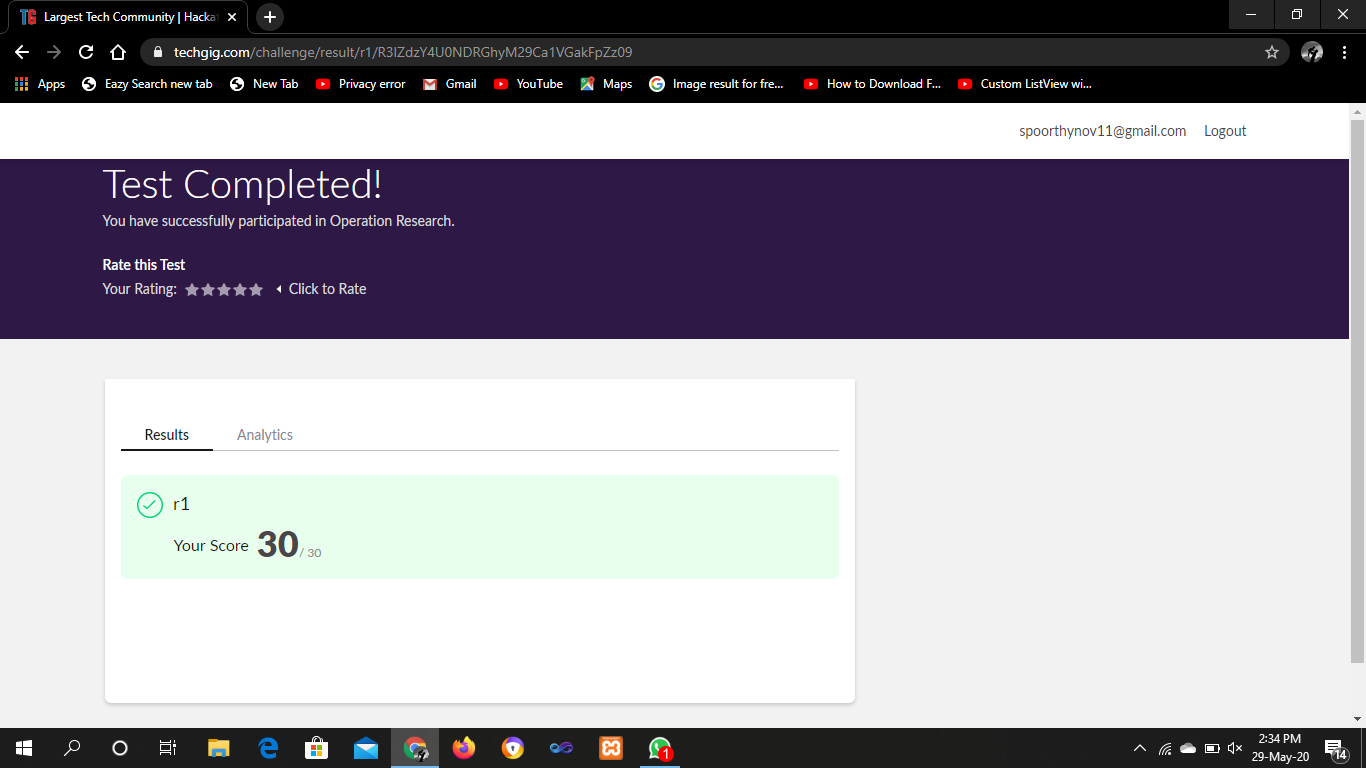 Largest Tech Community | Hacka
techgig.com/challenge/result/r1/R3lZdzY4U0NDRGhyM29Ca1VGakFpZz09
Apps Eazy Search new tab New Tab Privacy error Gmail YouTube Maps Image result for fre... How to Download F... Custom ListView wi...
spoorthynov11@gmail.com Logout
Test Completed!
You have successfully participated in Operation Research.
Rate this Test
Your Rating: Click to Rate
Results Analytics
r1
Your Score 30 / 30
2:34 PM
29-May-20
1
14